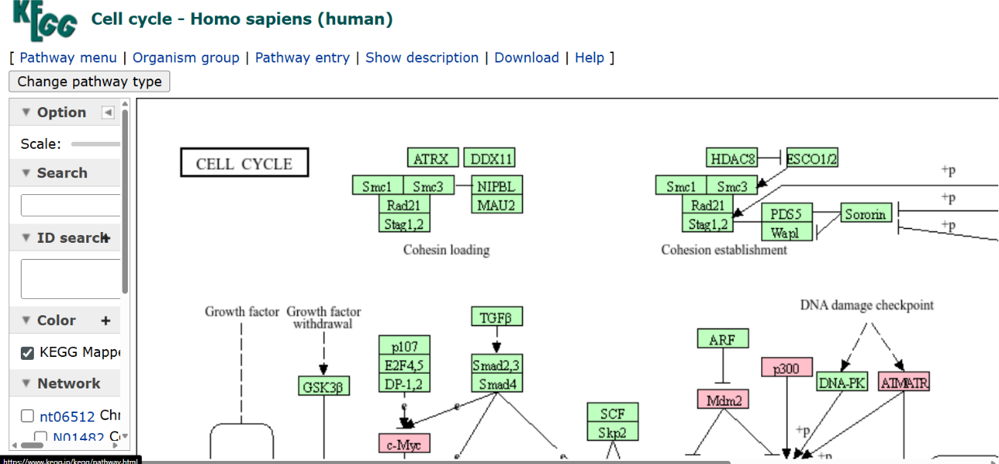 KEGG
Cell cycle - Homo sapiens (human)
[ Pathway menu | Organism group | Pathway entry | Show description | Download | Help ]
Change pathway type
Option
Scale:
Search
ID search
Color
KEGG Mappe
Network
nt06512 Chr
N01482 Co
https://www.kegg.jp/kegg/pathway.html
CELL CYCLE
ATRX DDX11
Smc1 Smc3 NIPBL
Rad21 MAU2
Stag1,2
Cohesin loading
HDAC8 ESCO1/2
Smc1 Smc3
Rad21
Stag1,2
PDS5 Sororin
Wapl
Cohesion establishment
+p
+p
+p
Growth factor
Growth factor
withdrawal
GSK3β
p107
E2F4,5
DP-1,2
e
c-Myc
TGFβ
Smad2,3
Smad4
e
e
e
SCF
Skp2
ARF
Mdm2
p300
DNA damage checkpoint
DNA-PK ATMATR
+p
+p